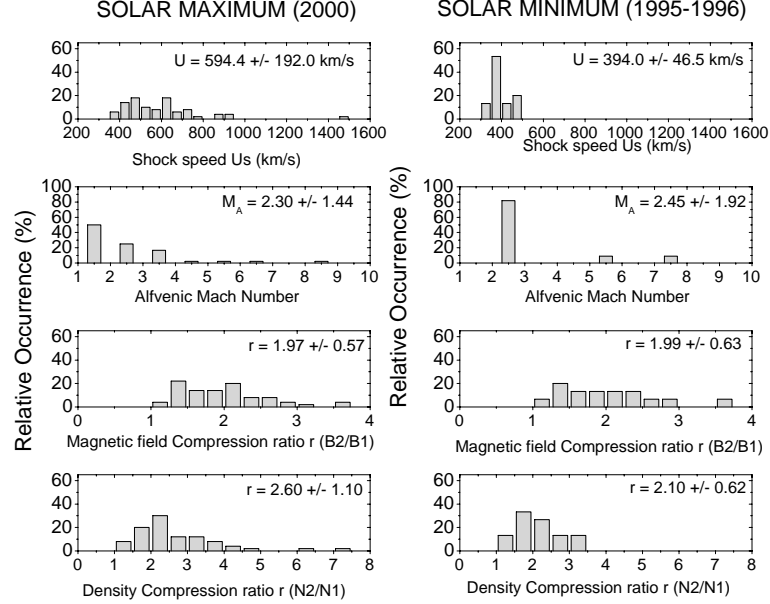 SOLAR MAXIMUM (2000)
Relative Occurrence (%)
60
40
20
0
U = 594.4 +/- 192.0 km/s
200 400 600 800 1000 1200 1400 1600
Shock speed Us (km/s)
100
80
60
40
20
0
M_A = 2.30 +/- 1.44
1 2 3 4 5 6 7 8 9 10
Alfvenic Mach Number
60
40
20
0
r = 1.97 +/- 0.57
0 1 2 3 4
Magnetic field Compression ratio r (B2/B1)
60
40
20
0
r = 2.60 +/- 1.10
0 1 2 3 4 5 6 7 8
Density Compression ratio r (N2/N1)
SOLAR MINIMUM (1995-1996)
Relative Occurrence (%)
60
40
20
0
U = 394.0 +/- 46.5 km/s
200 400 600 800 1000 1200 1400 1600
Shock speed Us (km/s)
100
80
60
40
20
0
M_A = 2.45 +/- 1.92
1 2 3 4 5 6 7 8 9 10
Alfvenic Mach Number
60
40
20
0
r = 1.99 +/- 0.63
0 1 2 3 4
Magnetic field Compression ratio r (B2/B1)
60
40
20
0
r = 2.10 +/- 0.62
0 1 2 3 4 5 6 7 8
Density Compression ratio r (N2/N1)